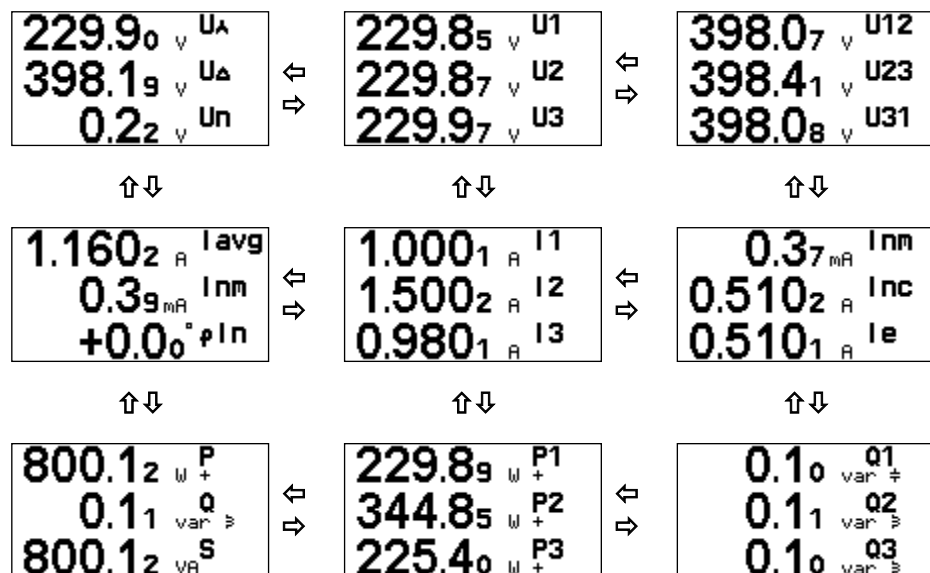 229.90 V U⅄
398.19 V U△
0.22 V Un
229.85 V U1
229.87 V U2
229.97 V U3
398.07 V U12
398.41 V U23
398.08 V U31
1.1602 A Iavg
0.39 mA Inm
+0.00° φIn
1.0001 A I1
1.5002 A I2
0.9801 A I3
0.37 mA Inm
0.5102 A Inc
0.5101 A Ie
800.12 W + P
0.11 var Q
800.12 VA S
229.89 W + P1
344.85 W + P2
225.40 W + P3
0.10 var Q1
0.11 var Q2
0.10 var Q3